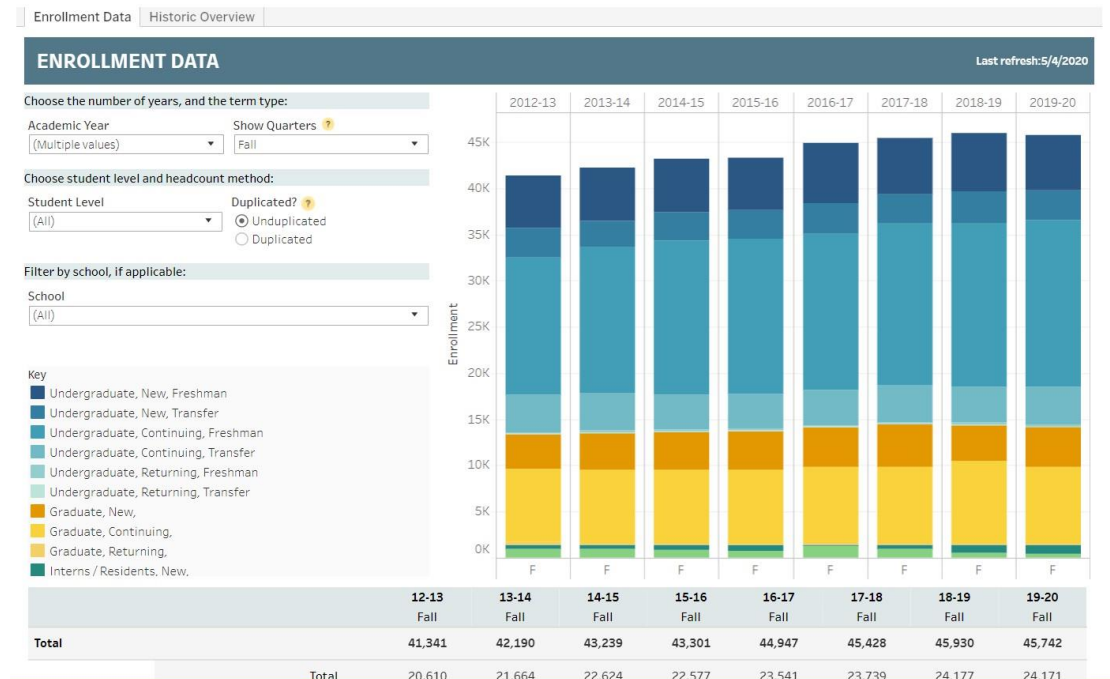 Enrollment Data Historic Overview
ENROLLMENT DATA
Last refresh:5/4/2020
Choose the number of years, and the term type:
Academic Year Show Quarters ?
(Multiple values) Fall
Choose student level and headcount method:
Student Level Duplicated? ?
(All) Unduplicated
Duplicated
Filter by school, if applicable:
School
(All)
Key
Undergraduate, New, Freshman
Undergraduate, New, Transfer
Undergraduate, Continuing, Freshman
Undergraduate, Continuing, Transfer
Undergraduate, Returning, Freshman
Undergraduate, Returning, Transfer
Graduate, New,
Graduate, Continuing,
Graduate, Returning,
Interns / Residents, New,
2012-13 2013-14 2014-15 2015-16 2016-17 2017-18 2018-19 2019-20
Enrollment
45K
40K
35K
30K
25K
20K
15K
10K
5K
0K
F F F F F F F F
12-13 13-14 14-15 15-16 16-17 17-18 18-19 19-20
Fall Fall Fall Fall Fall Fall Fall Fall
Total 41,341 42,190 43,239 43,301 44,947 45,428 45,930 45,742
Total 20,610 21,664 22,624 22,577 23,541 23,739 24,177 24,171